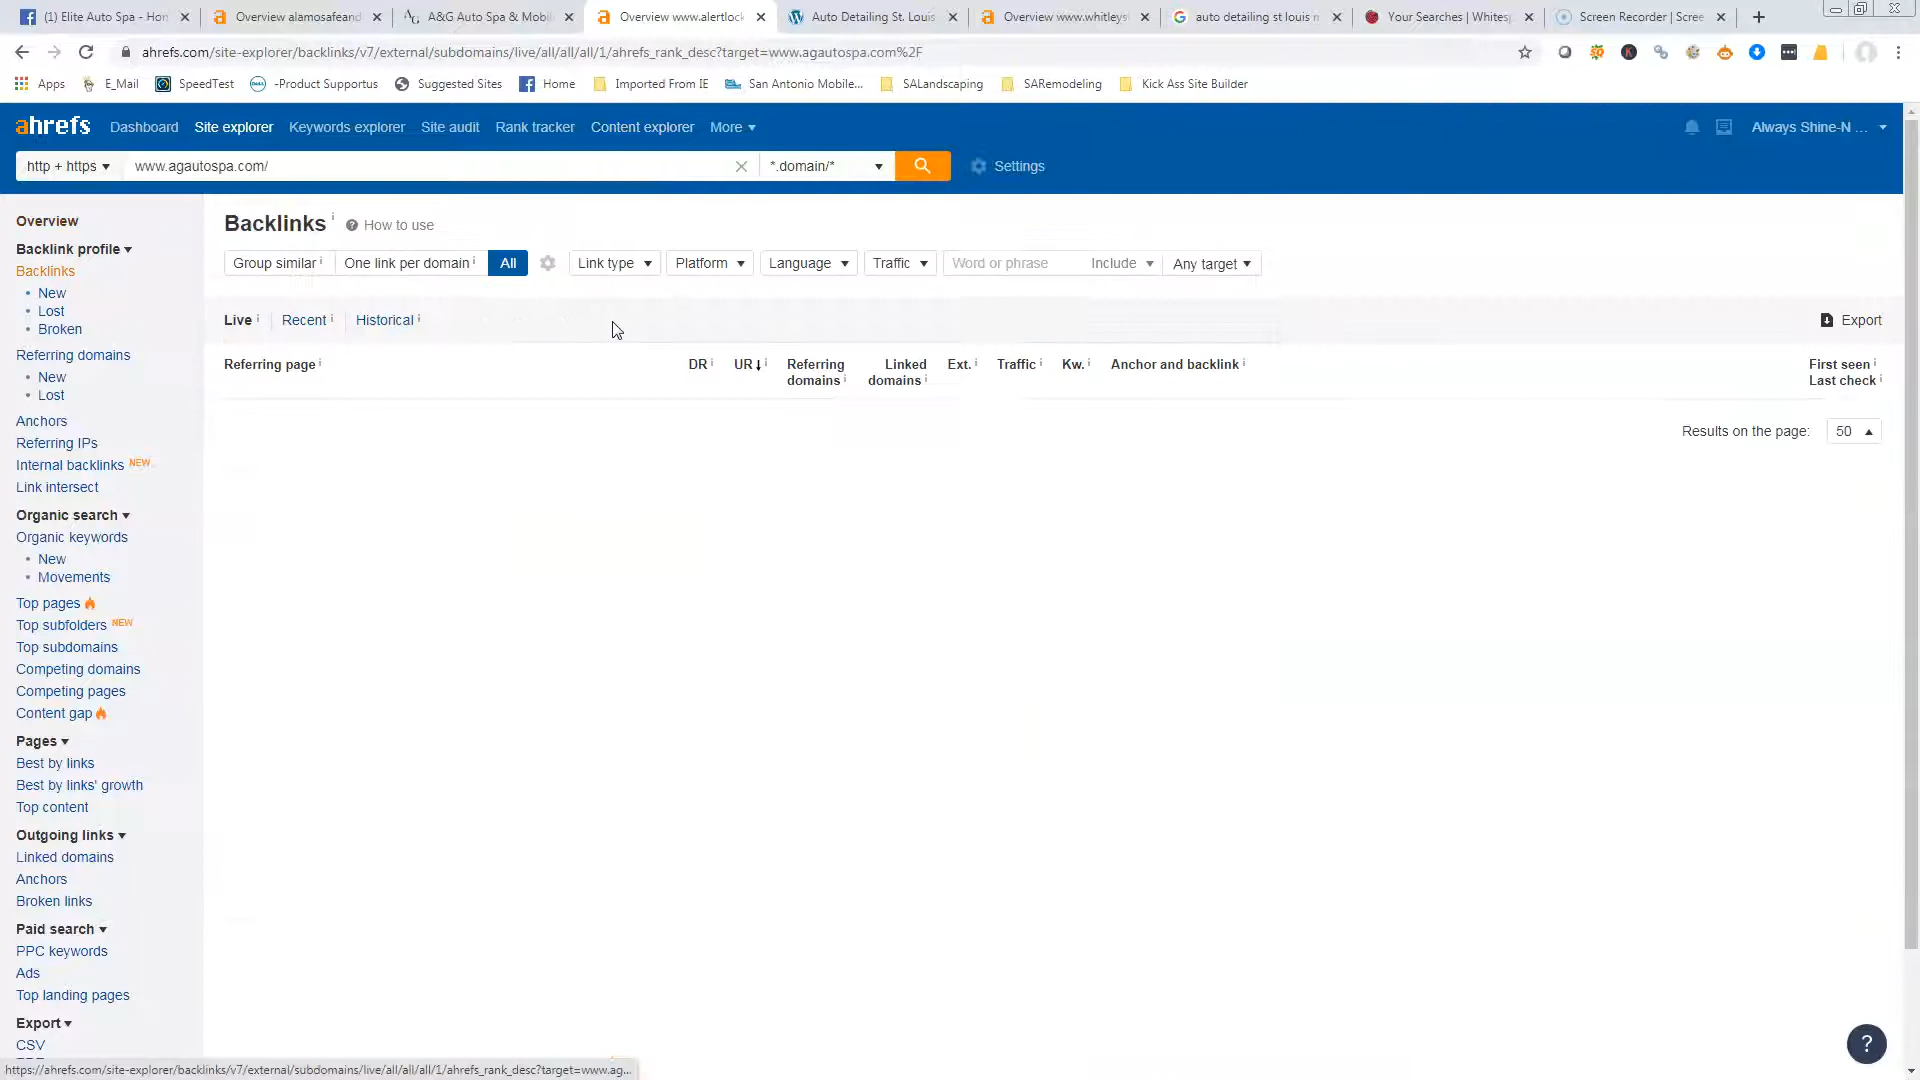 (1) Elite Auto Spa - Hon
Overview alamosafeand
A&G Auto Spa & Mobil
Overview www.alertlock
Auto Detailing St. Louis
Overview www.whitleys
auto detailing st louis m
Your Searches | Whites
Screen Recorder | Scree
ahrefs.com/site-explorer/backlinks/v7/external/subdomains/live/all/all/all/1/ahrefs_rank_desc?target=www.agautospa.com%2F
Apps E_Mail SpeedTest -Product Supportus Suggested Sites Home Imported From IE San Antonio Mobile... SALandscaping SARemodeling Kick Ass Site Builder
ahrefs Dashboard Site explorer Keywords explorer Site audit Rank tracker Content explorer More Always Shine-N ...
http + https www.agautospa.com/ *.domain/* Settings
Overview
Backlink profile
Backlinks
• New
• Lost
• Broken
Referring domains
• New
• Lost
Anchors
Referring IPs
Internal backlinks NEW
Link intersect
Organic search
Organic keywords
• New
• Movements
Top pages
Top subfolders NEW
Top subdomains
Competing domains
Competing pages
Content gap
Pages
Best by links
Best by links' growth
Top content
Outgoing links
Linked domains
Anchors
Broken links
Paid search
PPC keywords
Ads
Top landing pages
Export
CSV
Backlinks i ? How to use
Group similar i One link per domain i All Link type Platform Language Traffic Word or phrase Include Any target
Live i Recent i Historical i Export
Referring page i DR i UR i Referring domains i Linked domains i Ext. i Traffic i Kw. i Anchor and backlink i First seen i Last check i
Results on the page: 50
?
https://ahrefs.com/site-explorer/backlinks/v7/external/subdomains/live/all/all/all/1/ahrefs_rank_desc?target=www.ag...